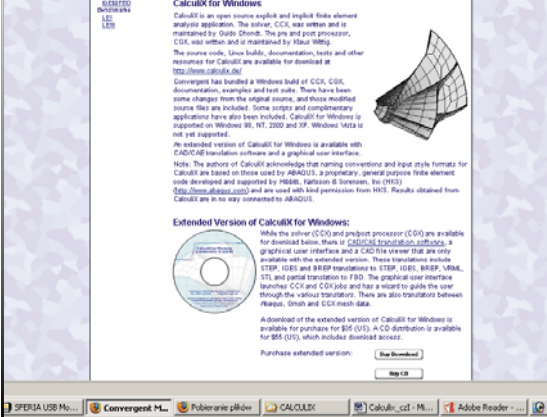 Benchmarks
LE1
LE10
CalculiX for Windows
CalculiX is an open source explicit and implicit finite element
analysis application. The solver, CCX, was written and is
maintained by Guido Dhondt. The pre and post processor,
CGX, was written and is maintained by Klaus Wittig.
The source code, Linux builds, documentation, tests and other
resources for CalculiX are available for download at
http://www.calculix.de/
Convergent has bundled a Windows build of CCX, CGX,
documentation, examples and test suite. There have been
some changes from the original source, and those modified
source files are included. Some scripts and complimentary
applications have also been included. CalculiX for Windows is
supported on Windows 98, NT, 2000 and XP. Windows Vista is
not yet supported.
An extended version of CalculiX for Windows is available with
CAD/CAE translation software and a graphical user interface.
Note: The authors of CalculiX acknowledge that naming conventions and input style formats for
CalculiX are based on those used by ABAQUS, a proprietary, general purpose finite element
code developed and supported by Hibbitt, Karlsson & Sorensen, Inc (HKS)
(http://www.abaqus.com) and are used with kind permission from HKS. Results obtained from
CalculiX are in no way connected to ABAQUS.
Extended Version of CalculiX for Windows:
While the solver (CCX) and pre/post processor (CGX) are available
for download below, there is CAD/CAE translation software, a
graphical user interface and a CAD file viewer that are only
available with the extended version. These translations include
STEP, IGES and BREP translations to STEP, IGES, BREP, VRML,
STL and partial translation to FBD. The graphical user interface
launches CCX and CGX jobs and has a wizard to guide the user
through the various translators. There are also translators between
Abaqus, Gmsh and CGX mesh data.
A download of the extended version of CalculiX for Windows is
available for purchase for $35 (US). A CD distribution is available
for $55 (US), which includes download access.
Purchase extended version:
Buy Download
Buy CD
SFERIA USB Mo...
Convergent M...
Pobieranie plików
CALCULIX
Calculix_cz1 - Mi...
Adobe Reader - ...